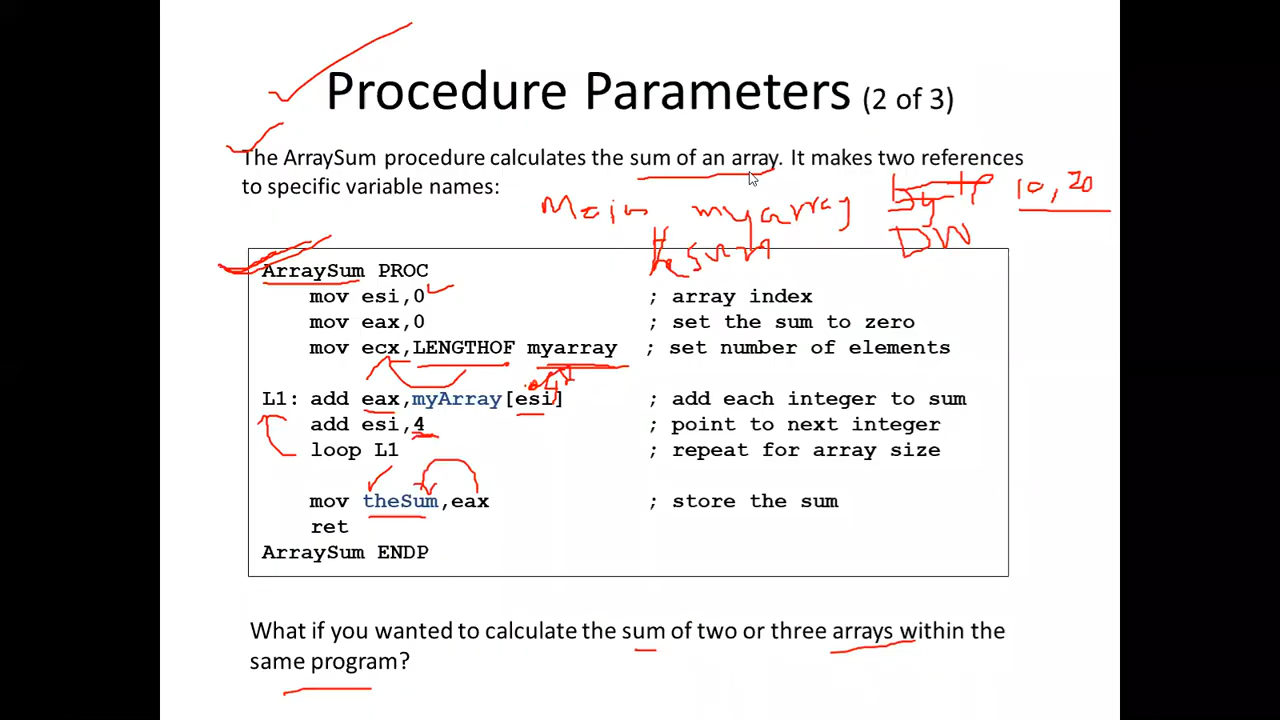 Procedure Parameters (2 of 3)
The ArraySum procedure calculates the sum of an array. It makes two references
to specific variable names:
Main myarray 10, 20
DW
ArraySum PROC
mov esi,0 ; array index
mov eax,0 ; set the sum to zero
mov ecx,LENGTHOF myarray ; set number of elements
L1: add eax,myArray[esi] ; add each integer to sum
add esi,4 ; point to next integer
loop L1 ; repeat for array size
mov theSum,eax ; store the sum
ret
ArraySum ENDP
What if you wanted to calculate the sum of two or three arrays within the
same program?